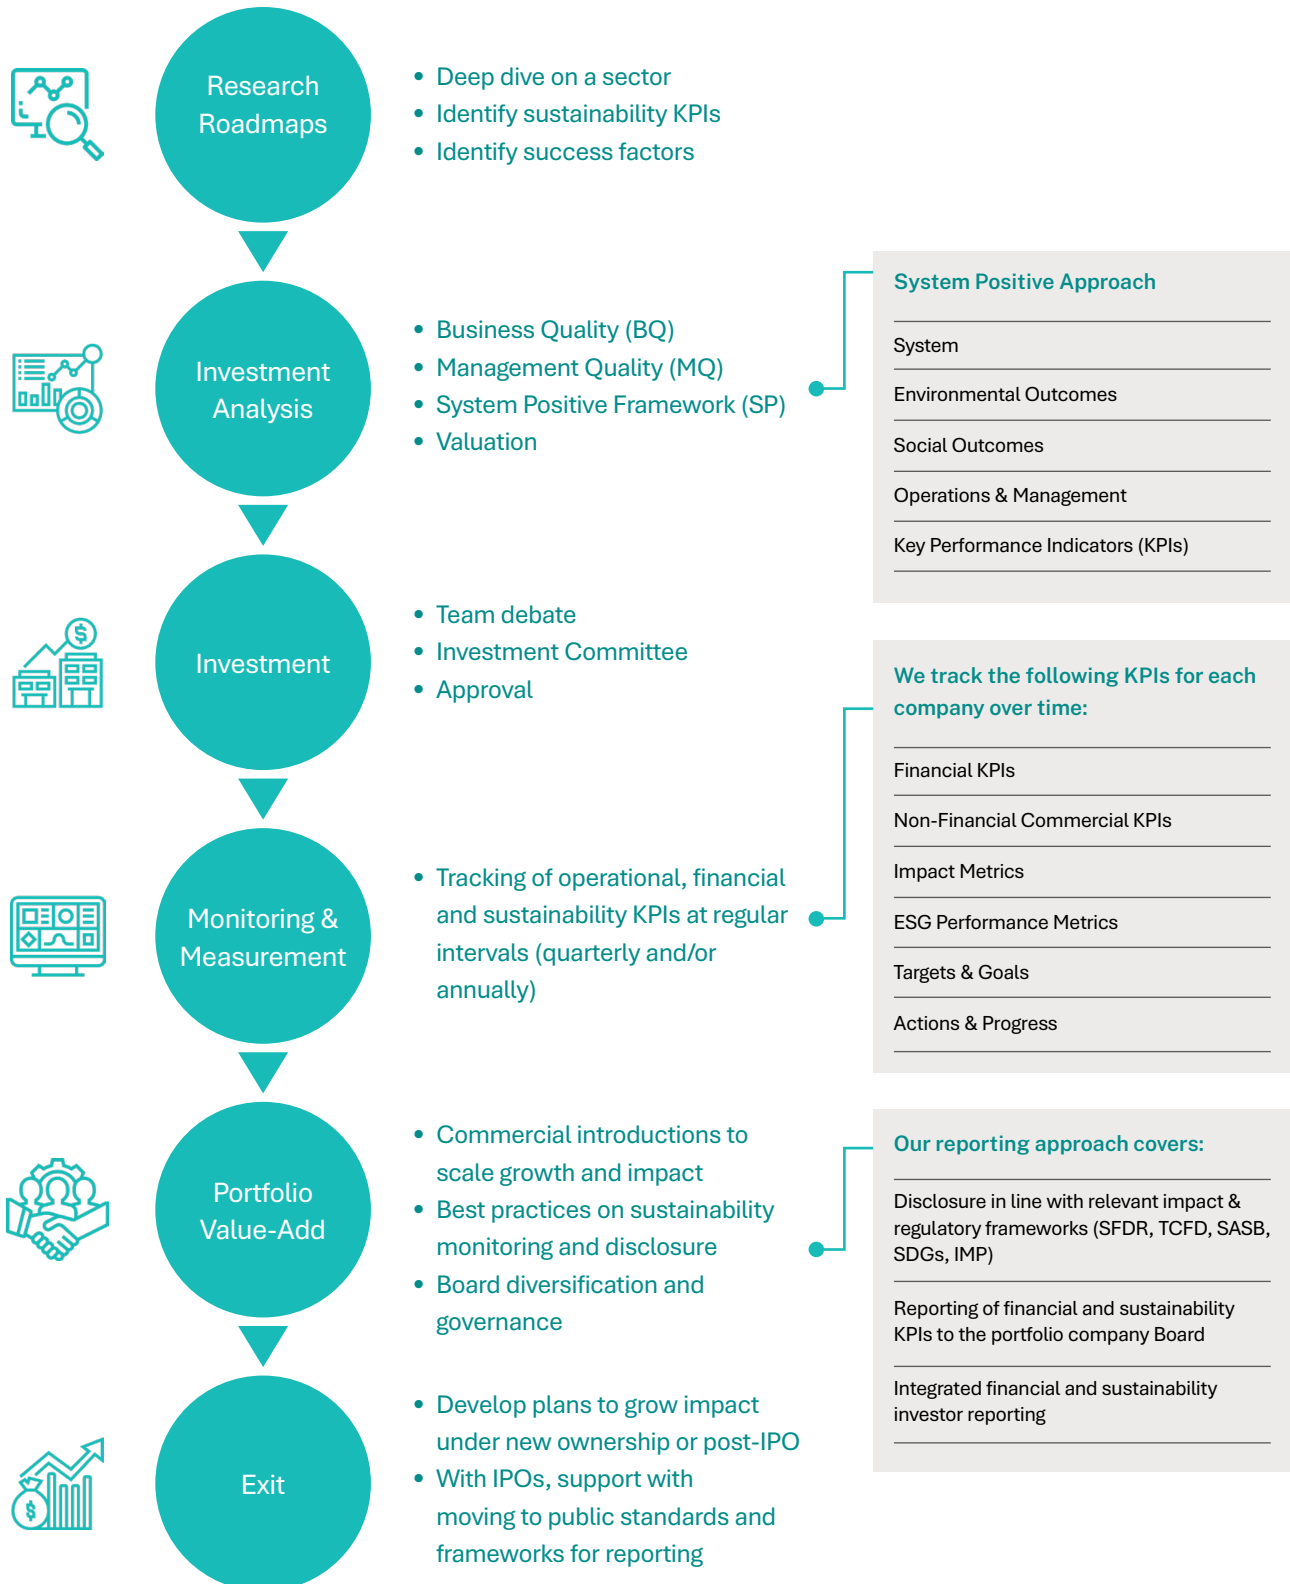 Research
Roadmaps
• Deep dive on a sector
• Identify sustainability KPIs
• Identify success factors
Investment
Analysis
• Business Quality (BQ)
• Management Quality (MQ)
• System Positive Framework (SP)
• Valuation
System Positive Approach
System
Environmental Outcomes
Social Outcomes
Operations & Management
Key Performance Indicators (KPIs)
Investment
• Team debate
• Investment Committee
• Approval
Monitoring &
Measurement
• Tracking of operational, financial
and sustainability KPIs at regular
intervals (quarterly and/or
annually)
We track the following KPIs for each
company over time:
Financial KPIs
Non-Financial Commercial KPIs
Impact Metrics
ESG Performance Metrics
Targets & Goals
Actions & Progress
Portfolio
Value-Add
• Commercial introductions to
scale growth and impact
• Best practices on sustainability
monitoring and disclosure
• Board diversification and
governance
Our reporting approach covers:
Disclosure in line with relevant impact &
regulatory frameworks (SFDR, TCFD, SASB,
SDGs, IMP)
Reporting of financial and sustainability
KPIs to the portfolio company Board
Integrated financial and sustainability
investor reporting
Exit
• Develop plans to grow impact
under new ownership or post-IPO
• With IPOs, support with
moving to public standards and
frameworks for reporting